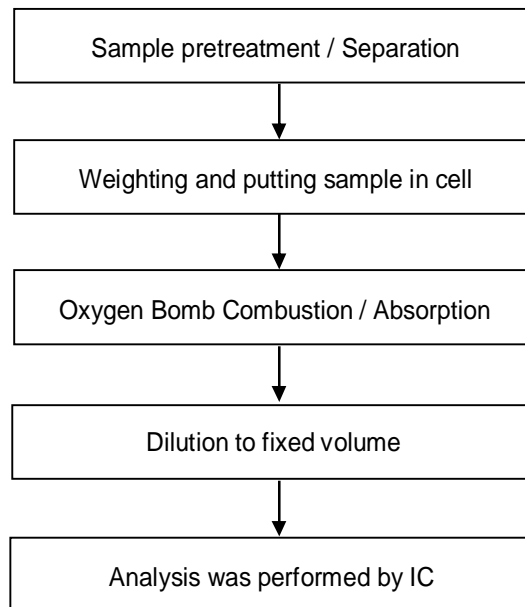 Sample pretreatment / Separation
Weighting and putting sample in cell
Oxygen Bomb Combustion / Absorption
Dilution to fixed volume
Analysis was performed by IC